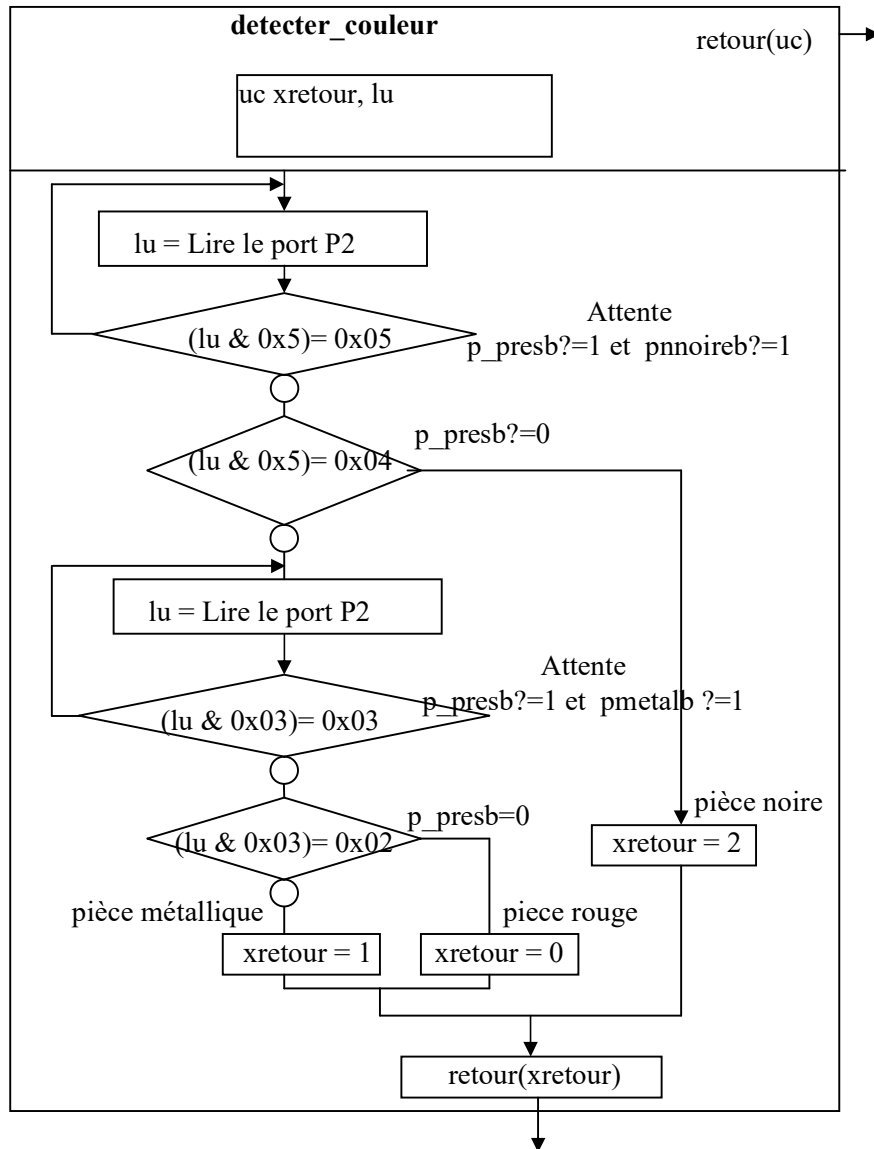 detecter_couleur
retour(uc)
uc xretour, lu
lu = Lire le port P2
(lu & 0x5)= 0x05
Attente
p_presb?=1 et pnnoireb?=1
(lu & 0x5)= 0x04
p_presb?=0
lu = Lire le port P2
(lu & 0x03)= 0x03
Attente
p_presb?=1 et pmetalb ?=1
(lu & 0x03)= 0x02
p_presb=0
pièce noire
xretour = 2
pièce métallique
xretour = 1
piece rouge
xretour = 0
retour(xretour)